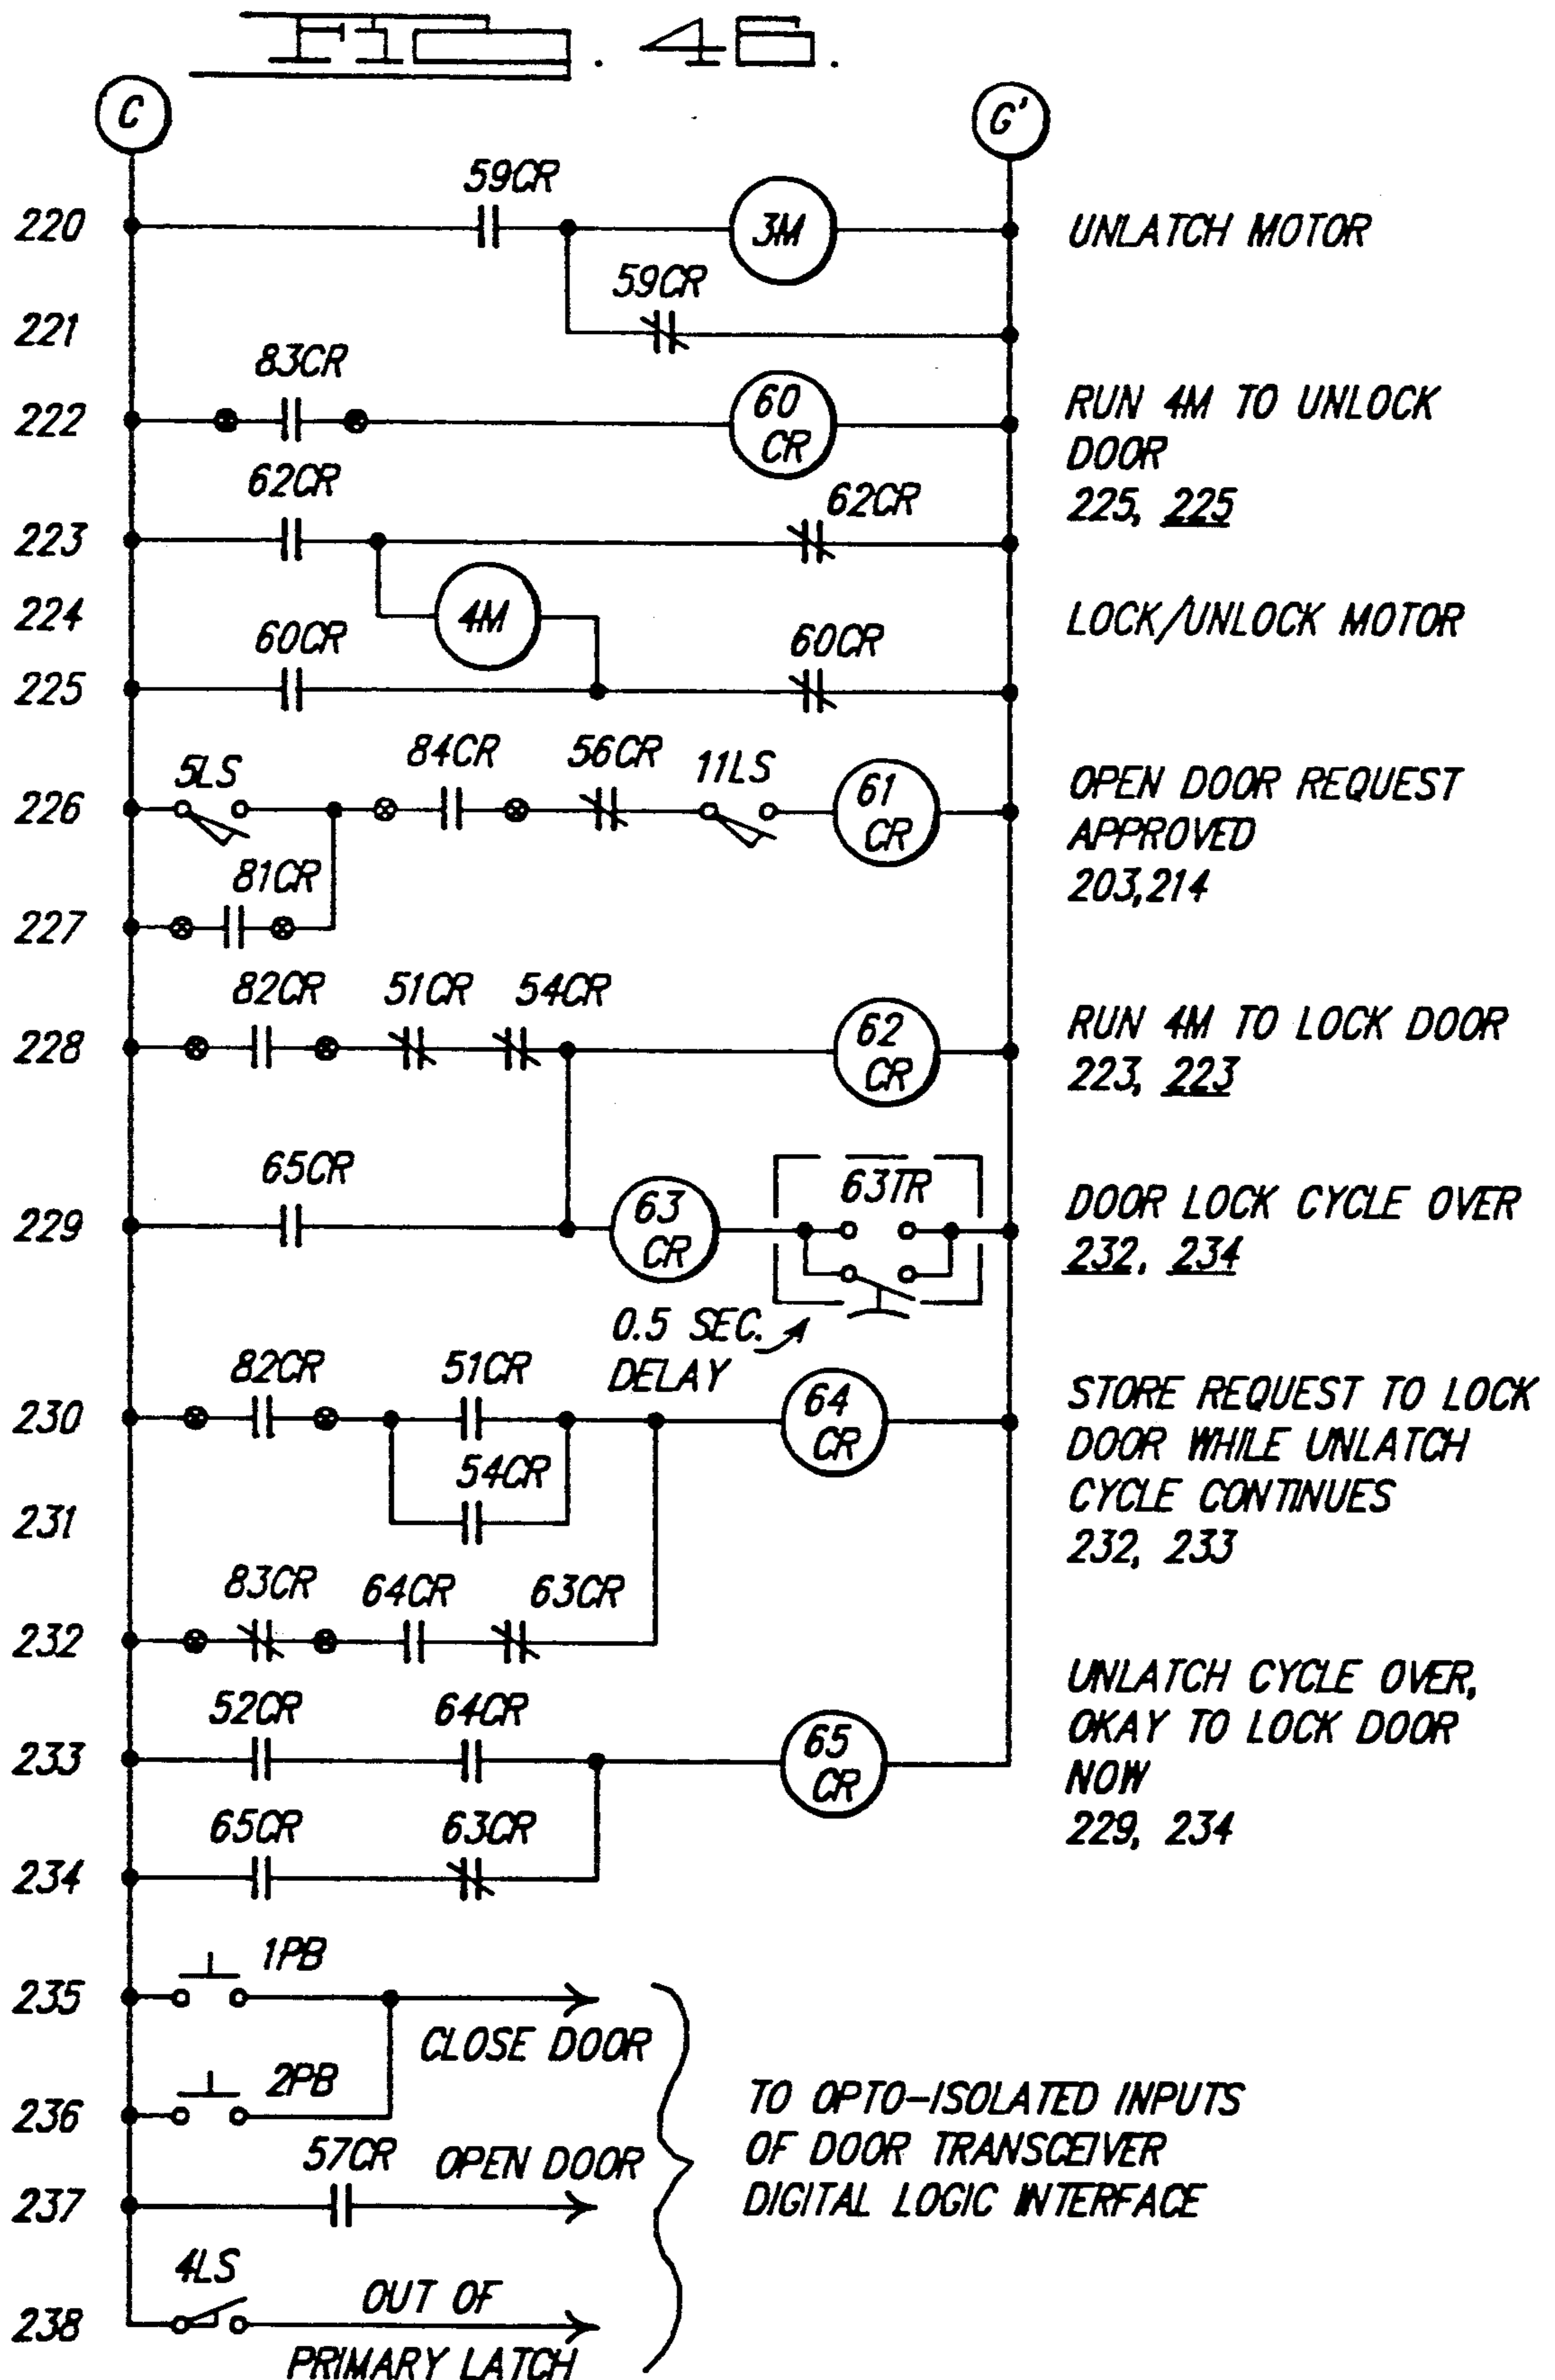 FIG. 4B.
C
G'
59CR
220
3M
UNLATCH MOTOR
59CR
221
83CR
222
60
CR
RUN 4M TO UNLOCK
DOOR
225, 225
62CR
62CR
223
224
4M
LOCK/UNLOCK MOTOR
60CR
60CR
225
5LS
84CR
56CR
11LS
226
61
CR
OPEN DOOR REQUEST
APPROVED
203,214
81CR
227
82CR
51CR
54CR
228
62
CR
RUN 4M TO LOCK DOOR
223, 223
65CR
63TR
229
63
CR
DOOR LOCK CYCLE OVER
232, 234
0.5 SEC.
DELAY
82CR
51CR
230
64
CR
STORE REQUEST TO LOCK
DOOR WHILE UNLATCH
CYCLE CONTINUES
232, 233
54CR
231
83CR
64CR
63CR
232
52CR
64CR
233
65
CR
UNLATCH CYCLE OVER,
OKAY TO LOCK DOOR
NOW
229, 234
65CR
63CR
234
1PB
235
CLOSE DOOR
2PB
236
57CR
OPEN DOOR
237
4LS
OUT OF
238
PRIMARY LATCH
TO OPTO-ISOLATED INPUTS
OF DOOR TRANSCEIVER
DIGITAL LOGIC INTERFACE